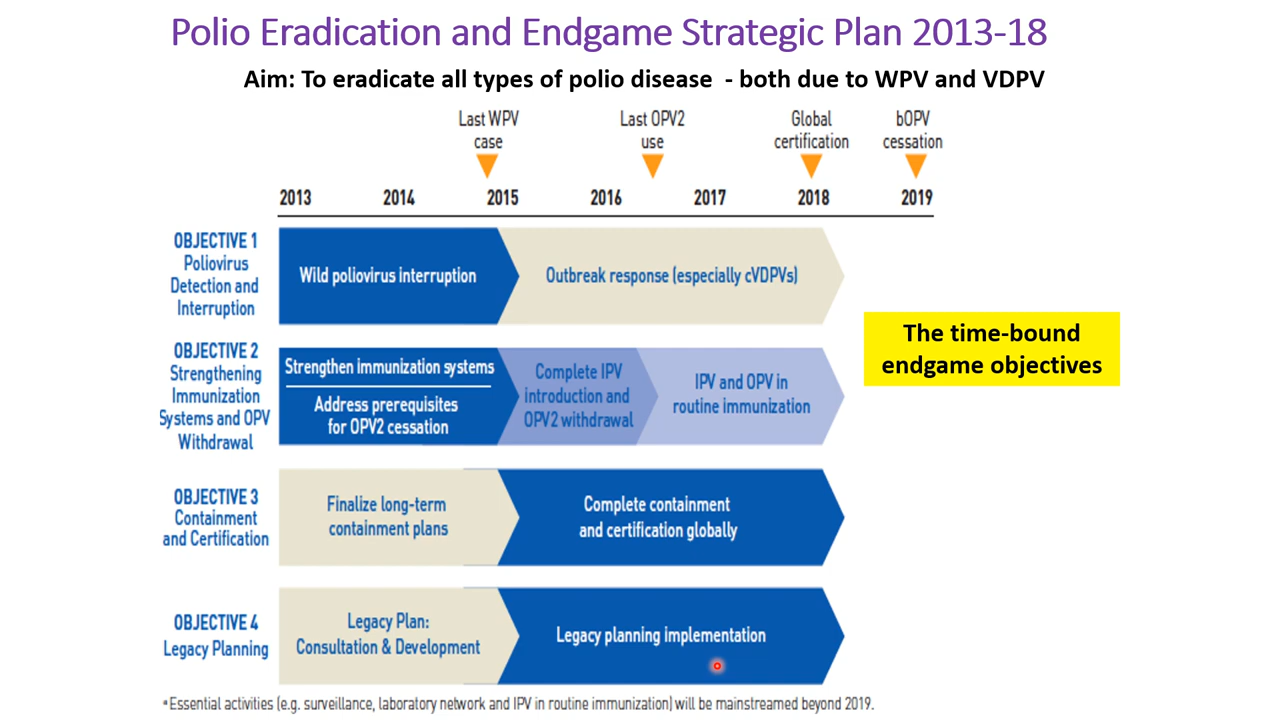 Polio Eradication and Endgame Strategic Plan 2013-18
Aim: To eradicate all types of polio disease - both due to WPV and VDPV
Last WPV
case
Last OPV2
use
Global
certification
bOPV
cessation
2013 2014 2015 2016 2017 2018 2019
OBJECTIVE 1
Poliovirus
Detection and
Interruption
Wild poliovirus interruption
Outbreak response (especially cVDPVs)
The time-bound
endgame objectives
OBJECTIVE 2
Strengthening
Immunization
Systems and OPV
Withdrawal
Strengthen immunization systems
Address prerequisites
for OPV2 cessation
Complete IPV
introduction and
OPV2 withdrawal
IPV and OPV in
routine immunization
OBJECTIVE 3
Containment
and Certification
Finalize long-term
containment plans
Complete containment
and certification globally
OBJECTIVE 4
Legacy Planning
Legacy Plan:
Consultation & Development
Legacy planning implementation
*Essential activities (e.g. surveillance, laboratory network and IPV in routine immunization) will be mainstreamed beyond 2019.